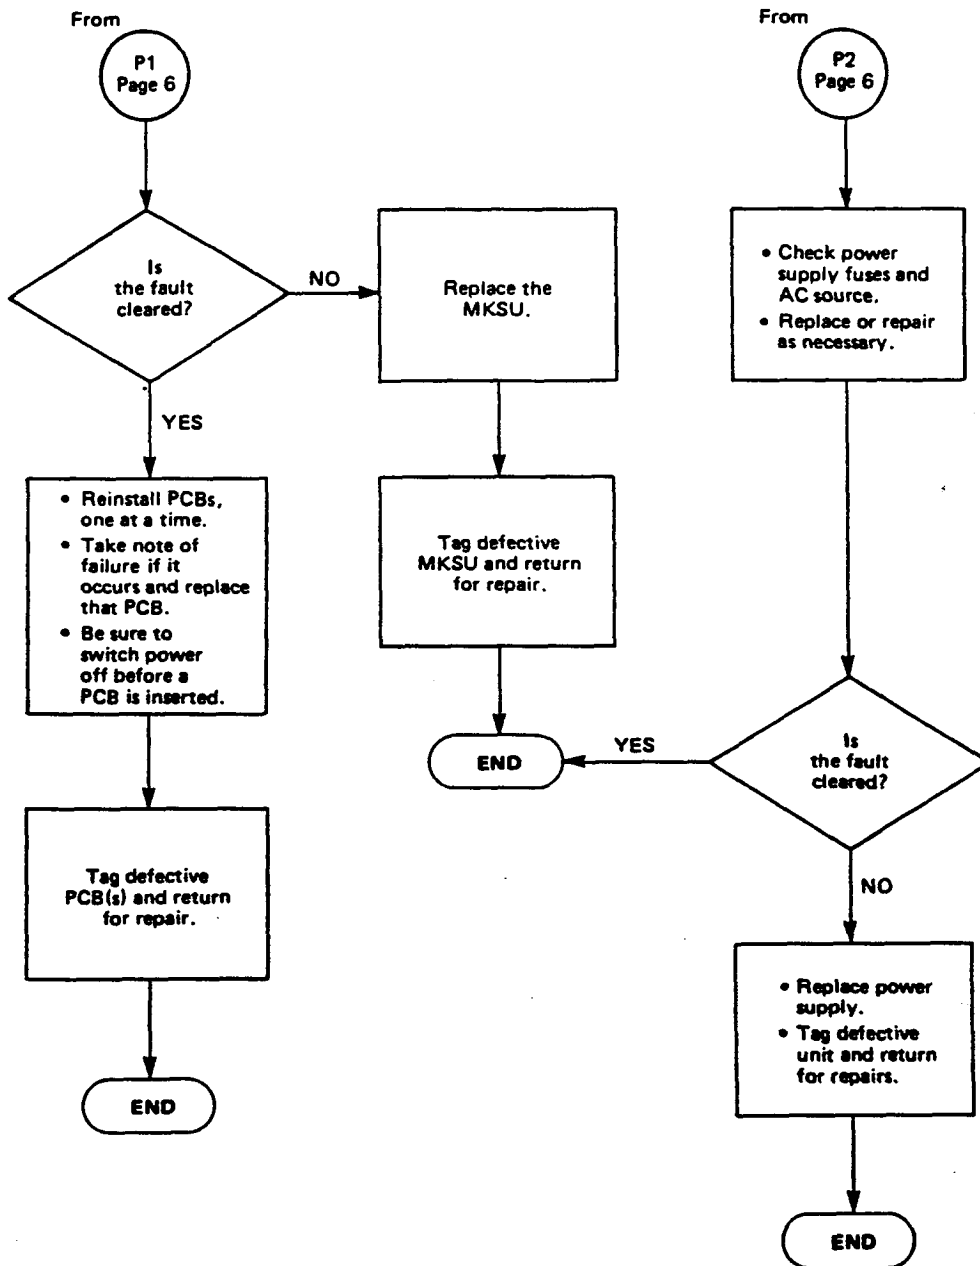 From
P1
Page 6
Is
the fault
cleared?
NO
Replace the
MKSU.
YES
• Reinstall PCBs,
one at a time.
• Take note of
failure if it
occurs and replace
that PCB.
• Be sure to
switch power
off before a
PCB is inserted.
Tag defective
MKSU and return
for repair.
END
Tag defective
PCB(s) and return
for repair.
END
From
P2
Page 6
• Check power
supply fuses and
AC source.
• Replace or repair
as necessary.
Is
the fault
cleared?
YES
NO
• Replace power
supply.
• Tag defective
unit and return
for repairs.
END